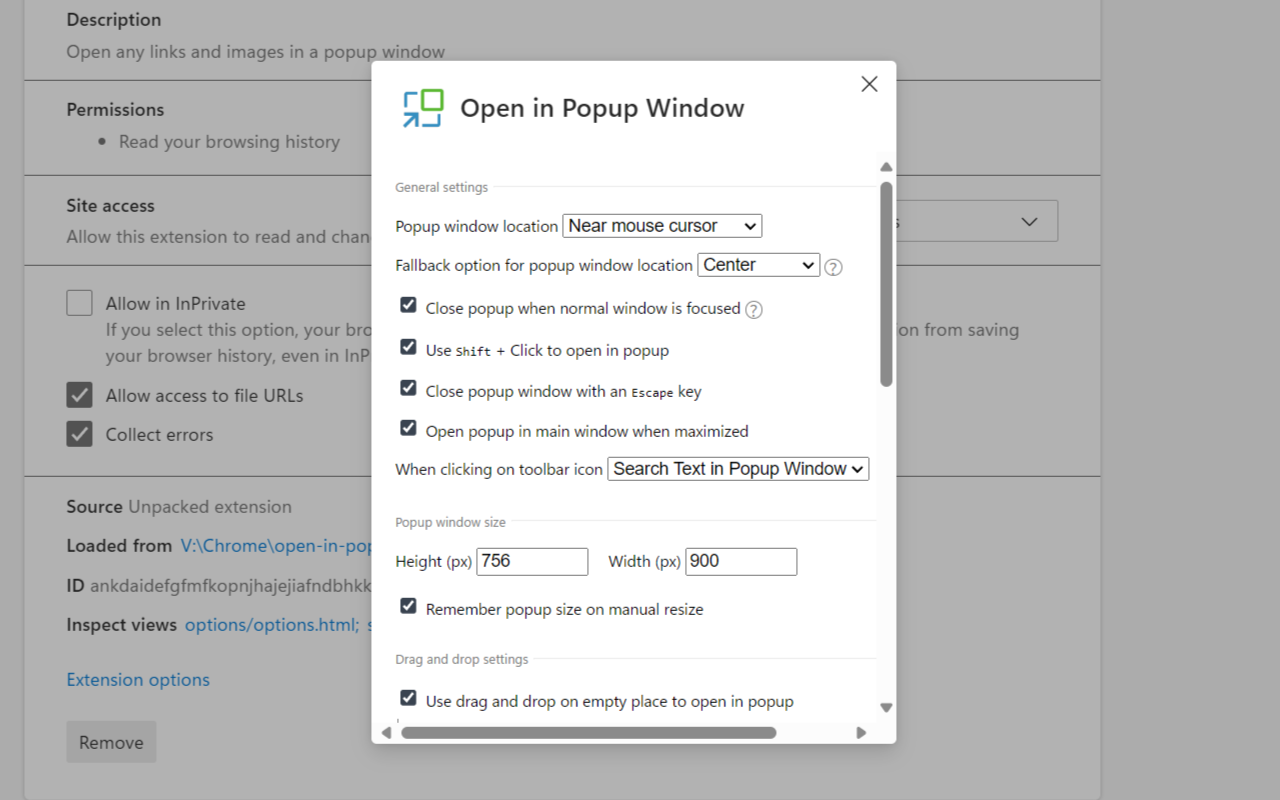 Description
Open any links and images in a popup window
Permissions
• Read your browsing history
Site access
Allow this extension to read and chan
Allow in InPrivate
If you select this option, your bro
on from saving
your browser history, even in InP
Allow access to file URLs
Collect errors
Source Unpacked extension
Loaded from V:\Chrome\open-in-pop
ID ankdaidefgfmfkopnjhajejiafndbhkk
Inspect views options/options.html; s
Extension options
Remove
Open in Popup Window
General settings
Popup window location Near mouse cursor
Fallback option for popup window location Center ?
Close popup when normal window is focused ?
Use Shift + Click to open in popup
Close popup window with an Escape key
Open popup in main window when maximized
When clicking on toolbar icon Search Text in Popup Window
Popup window size
Height (px) 756 Width (px) 900
Remember popup size on manual resize
Drag and drop settings
Use drag and drop on empty place to open in popup